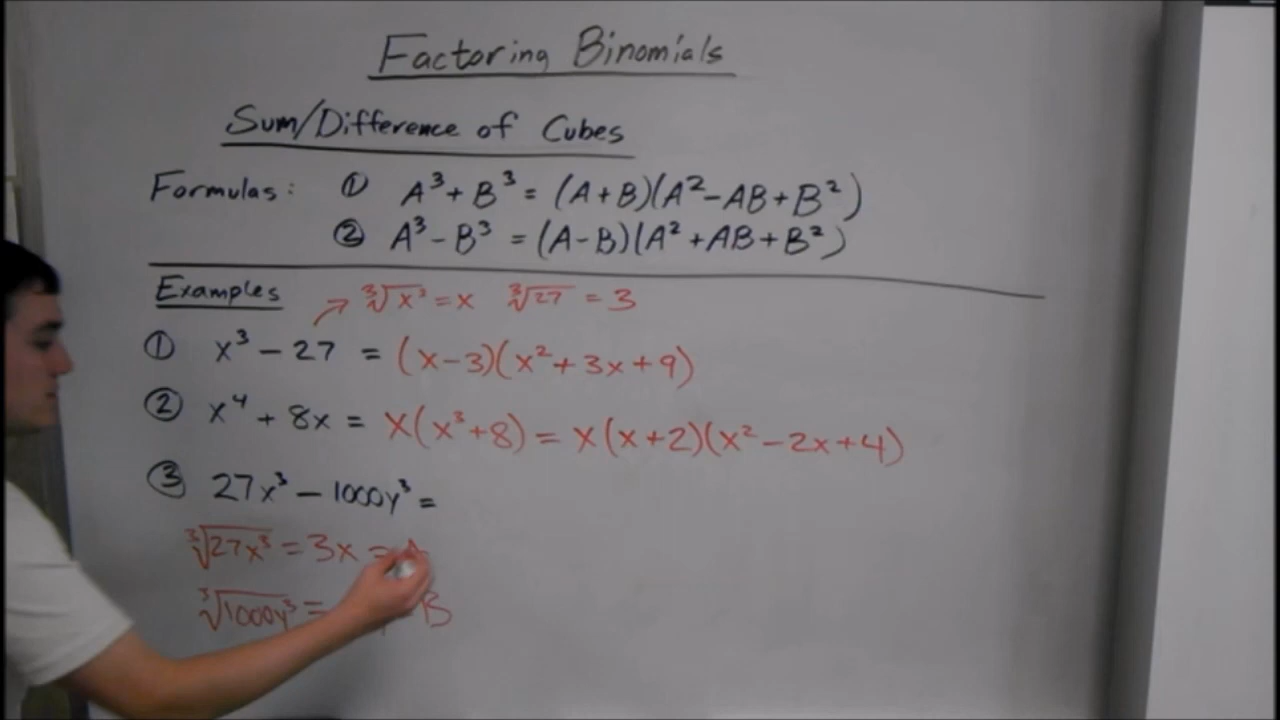 Factoring Binomials
Sum/Difference of Cubes
Formulas: ① A³ + B³ = (A + B)(A² − AB + B²)
② A³ − B³ = (A − B)(A² + AB + B²)
Examples → ∛x³ = x ∛27 = 3
① x³ − 27 = (x − 3)(x² + 3x + 9)
② x⁴ + 8x = x(x³ + 8) = x(x + 2)(x² − 2x + 4)
③ 27x³ − 1000y³ =
∛27x³ = 3x = A
∛1000y³ = B